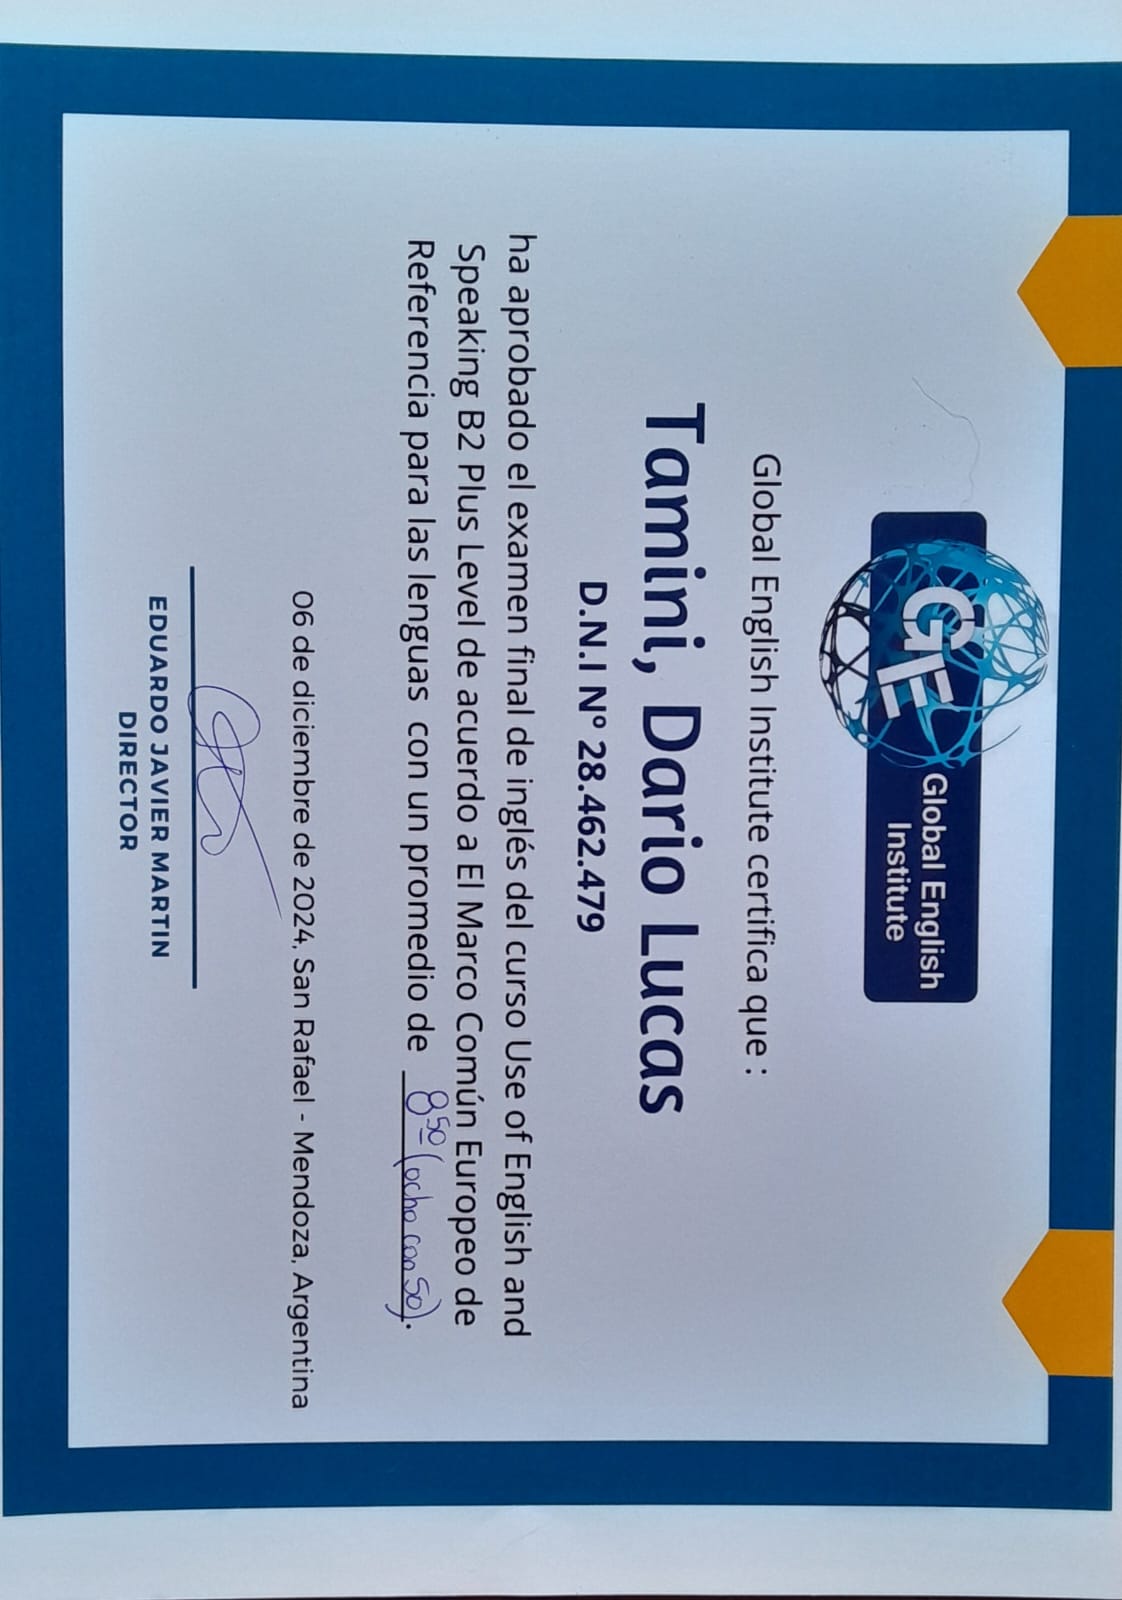 GE
Global English
Institute
Global English Institute certifica que :
Tamini, Dario Lucas
D.N.I Nº 28.462.479
ha aprobado el examen final de inglés del curso Use of English and
Speaking B2 Plus Level de acuerdo a El Marco Común Europeo de
Referencia para las lenguas con un promedio de 8⁵⁰ (ocho con 50).
06 de diciembre de 2024, San Rafael - Mendoza, Argentina
EDUARDO JAVIER MARTIN
DIRECTOR